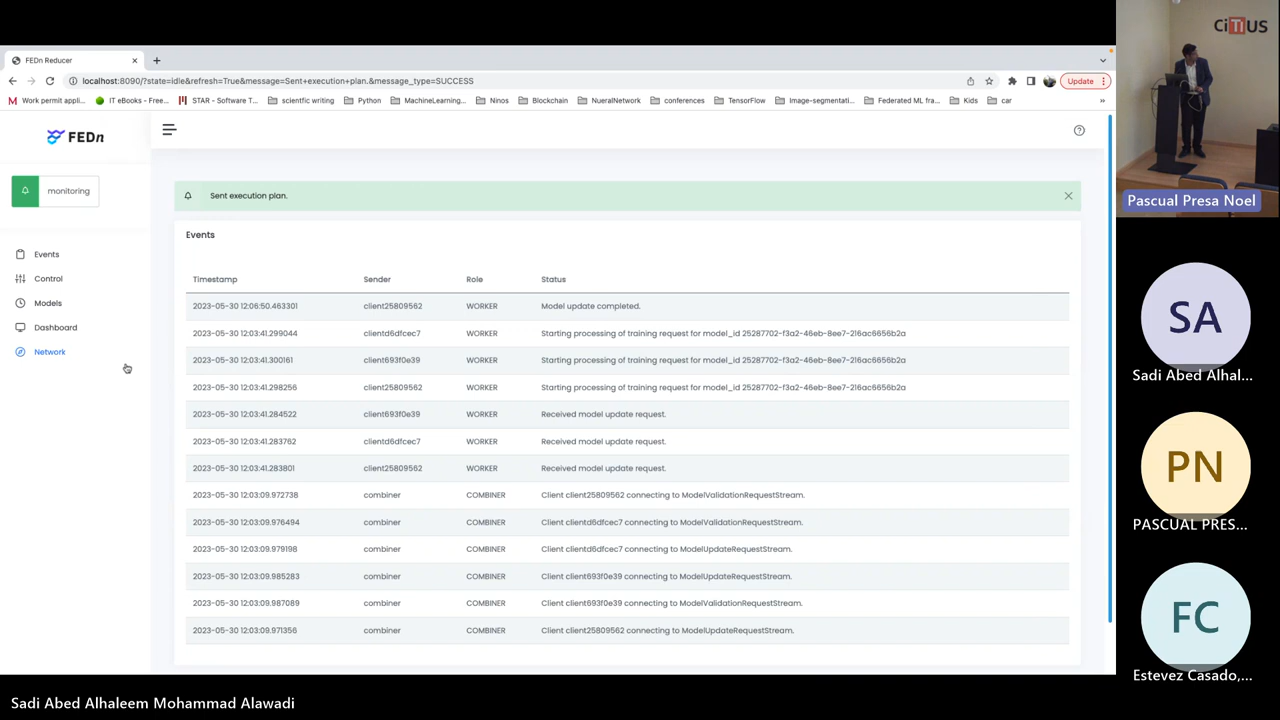 FEDn Reducer
localhost:8090/?state=idle&refresh=True&message=Sent+execution+plan.&message_type=SUCCESS
Update
Work permit appl...
IT eBooks - Free...
STAR - Software T...
scientfic writing
Python
MachineLearning...
Ninos
Blockchain
NueralNetwork
conferences
TensorFlow
Image-segmentati...
Federated ML fra...
Kids
car
»
FEDn
monitoring
Events
Control
Models
Dashboard
Network
Sent execution plan.
Events
Timestamp Sender Role Status
2023-05-30 12:06:50.463301 client25809562 WORKER Model update completed.
2023-05-30 12:03:41.299044 clientd6dfcec7 WORKER Starting processing of training request for model_id 25287702-f3a2-46eb-8ee7-216ac6656b2a
2023-05-30 12:03:41.300161 client693f0e39 WORKER Starting processing of training request for model_id 25287702-f3a2-46eb-8ee7-216ac6656b2a
2023-05-30 12:03:41.298256 client25809562 WORKER Starting processing of training request for model_id 25287702-f3a2-46eb-8ee7-216ac6656b2a
2023-05-30 12:03:41.284522 client693f0e39 WORKER Received model update request.
2023-05-30 12:03:41.283762 clientd6dfcec7 WORKER Received model update request.
2023-05-30 12:03:41.283801 client25809562 WORKER Received model update request.
2023-05-30 12:03:09.972738 combiner COMBINER Client client25809562 connecting to ModelValidationRequestStream.
2023-05-30 12:03:09.976494 combiner COMBINER Client clientd6dfcec7 connecting to ModelValidationRequestStream.
2023-05-30 12:03:09.979198 combiner COMBINER Client clientd6dfcec7 connecting to ModelUpdateRequestStream.
2023-05-30 12:03:09.985283 combiner COMBINER Client client693f0e39 connecting to ModelUpdateRequestStream.
2023-05-30 12:03:09.987089 combiner COMBINER Client client693f0e39 connecting to ModelValidationRequestStream.
2023-05-30 12:03:09.971356 combiner COMBINER Client client25809562 connecting to ModelUpdateRequestStream.
CiTIUS
Pascual Presa Noel
SA
Sadi Abed Alhal...
PN
PASCUAL PRES...
FC
Estevez Casado,...
Sadi Abed Alhaleem Mohammad Alawadi